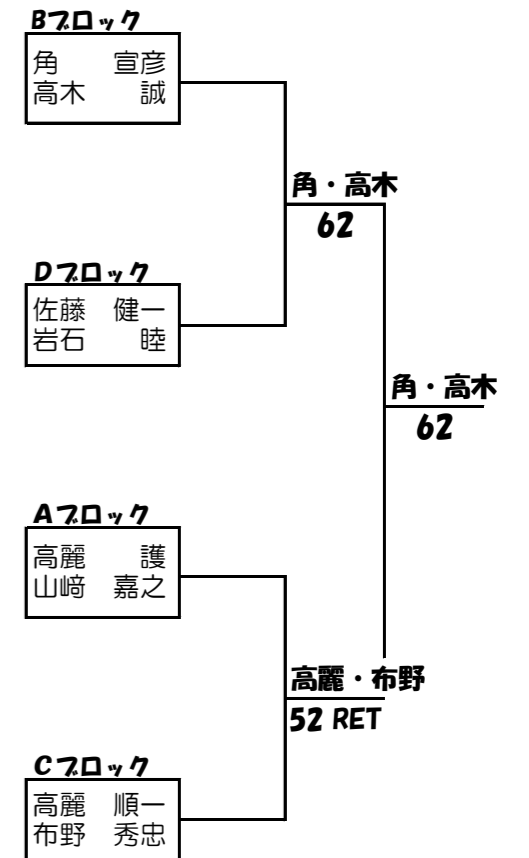 Bブロック
角　　宣彦
高木　　誠
角・高木
62
Dブロック
佐藤　健一
岩石　　睦
角・高木
62
Aブロック
高麗　　護
山﨑　嘉之
高麗・布野
52 RET
Cブロック
高麗　順一
布野　秀忠